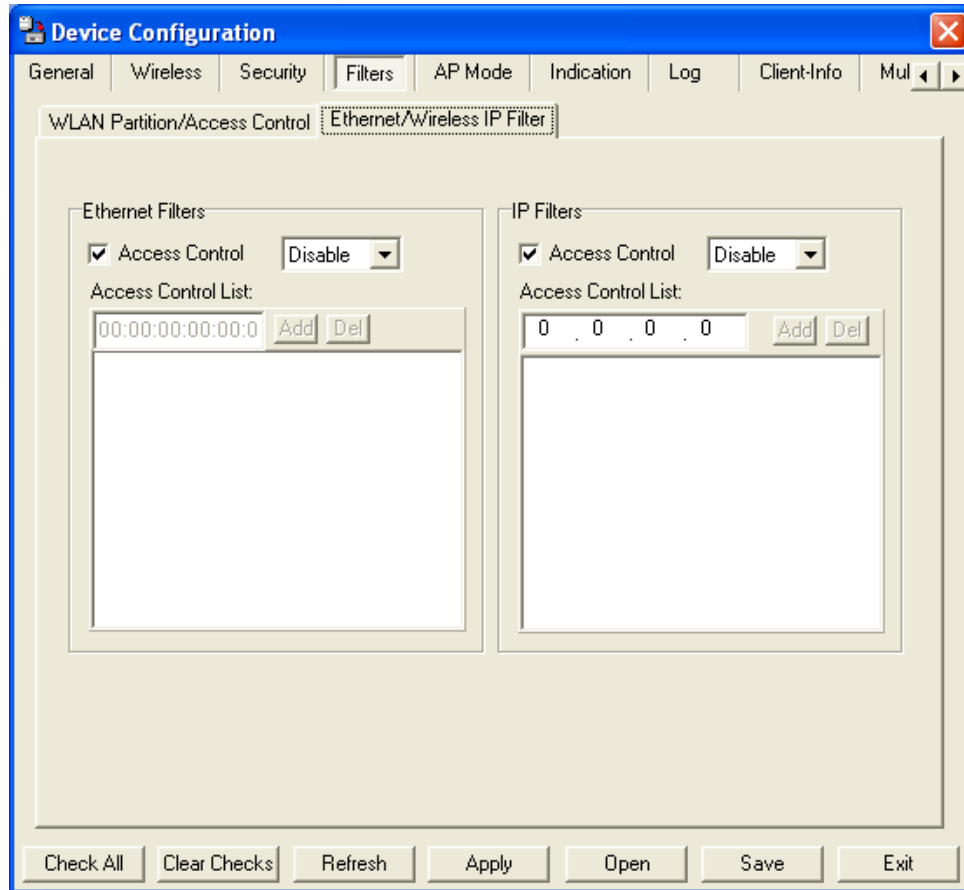 Device Configuration
General Wireless Security Filters AP Mode Indication Log Client-Info Mul
WLAN Partition/Access Control Ethernet/Wireless IP Filter
Ethernet Filters
Access Control Disable
Access Control List:
00:00:00:00:00:0 Add Del
IP Filters
Access Control Disable
Access Control List:
0 . 0 . 0 . 0 Add Del
Check All Clear Checks Refresh Apply Open Save Exit